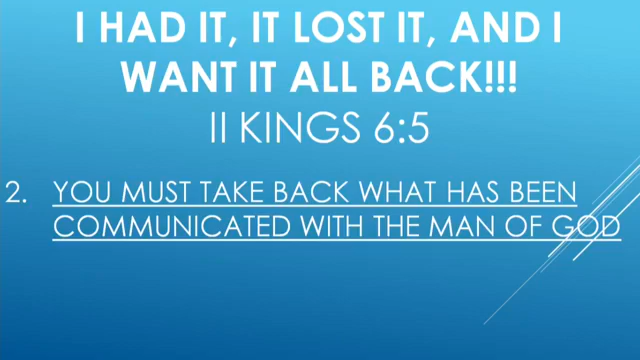 I HAD IT, IT LOST IT, AND I
WANT IT ALL BACK!!!
II KINGS 6:5
2. YOU MUST TAKE BACK WHAT HAS BEEN
COMMUNICATED WITH THE MAN OF GOD